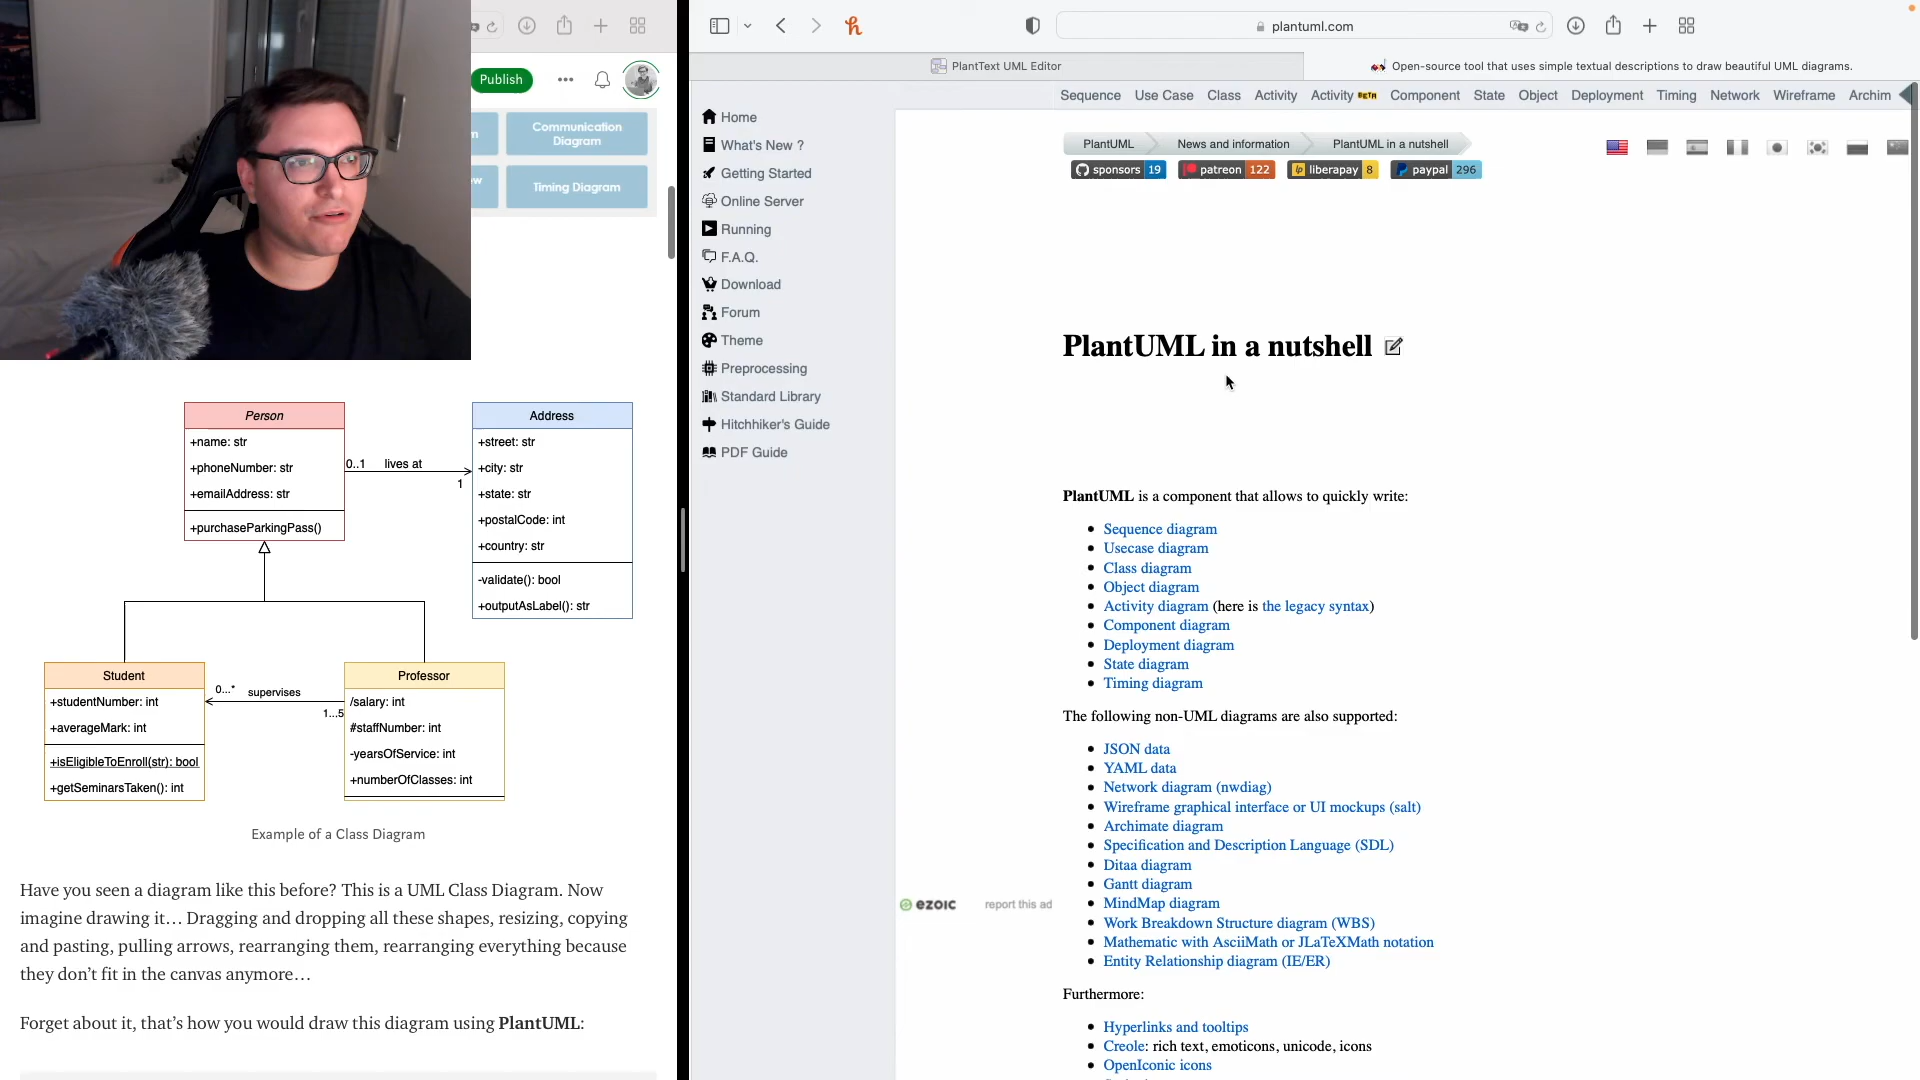 Publish
Communication
Diagram
Timing Diagram
Person
+name: str
+phoneNumber: str
+emailAddress: str
+purchaseParkingPass()
0..1 lives at
1
Address
+street: str
+city: str
+state: str
+postalCode: int
+country: str
-validate(): bool
+outputAsLabel(): str
Student
+studentNumber: int
+averageMark: int
+isEligibleToEnroll(str): bool
+getSeminarsTaken(): int
0...* supervises
1...5
Professor
/salary: int
#staffNumber: int
-yearsOfService: int
+numberOfClasses: int
Example of a Class Diagram
Have you seen a diagram like this before? This is a UML Class Diagram. Now
imagine drawing it… Dragging and dropping all these shapes, resizing, copying
and pasting, pulling arrows, rearranging them, rearranging everything because
they don’t fit in the canvas anymore…
Forget about it, that’s how you would draw this diagram using PlantUML:
plantuml.com
PlantText UML Editor
Open-source tool that uses simple textual descriptions to draw beautiful UML diagrams.
Sequence Use Case Class Activity Activity BETA Component State Object Deployment Timing Network Wireframe Archim
Home
What's New ?
Getting Started
Online Server
Running
F.A.Q.
Download
Forum
Theme
Preprocessing
Standard Library
Hitchhiker's Guide
PDF Guide
PlantUML News and information PlantUML in a nutshell
sponsors 19 patreon 122 liberapay 8 paypal 296
PlantUML in a nutshell
PlantUML is a component that allows to quickly write:
Sequence diagram
Usecase diagram
Class diagram
Object diagram
Activity diagram (here is the legacy syntax)
Component diagram
Deployment diagram
State diagram
Timing diagram
The following non-UML diagrams are also supported:
JSON data
YAML data
Network diagram (nwdiag)
Wireframe graphical interface or UI mockups (salt)
Archimate diagram
Specification and Description Language (SDL)
Ditaa diagram
Gantt diagram
MindMap diagram
Work Breakdown Structure diagram (WBS)
Mathematic with AsciiMath or JLaTeXMath notation
Entity Relationship diagram (IE/ER)
ezoic report this ad
Furthermore:
Hyperlinks and tooltips
Creole: rich text, emoticons, unicode, icons
OpenIconic icons